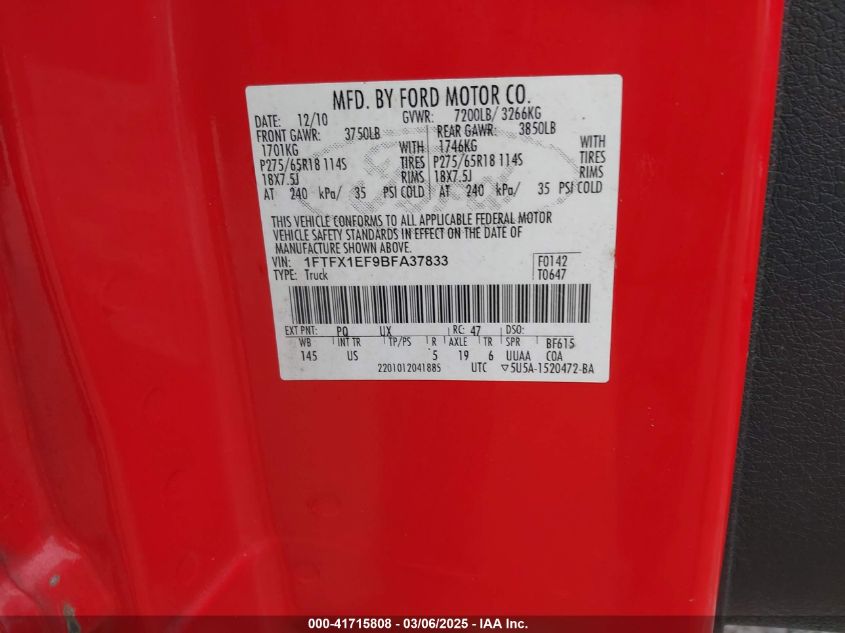 MFD. BY FORD MOTOR CO.
DATE: 12/10 GVWR: 7200LB/ 3266KG
FRONT GAWR: 3750LB REAR GAWR: 3850LB
1701KG WITH 1746KG WITH
P275/65R18 114S TIRES P275/65R18 114S TIRES
18X7.5J RIMS 18X7.5J RIMS
AT 240 kPa/ 35 PSI COLD AT 240 kPa/ 35 PSI COLD
THIS VEHICLE CONFORMS TO ALL APPLICABLE FEDERAL MOTOR
VEHICLE SAFETY STANDARDS IN EFFECT ON THE DATE OF
MANUFACTURE SHOWN ABOVE.
VIN: 1FTFX1EF9BFA37833 F0142
TYPE: Truck T0647
EXT PNT: PQ UX RC: 47 DSO:
WB INT TR TP/PS R AXLE TR SPR BF615
145 US 5 19 6 UUAA COA
2201012041885 UTC ▽5U5A-1520472-BA
000-41715808 - 03/06/2025 - IAA Inc.